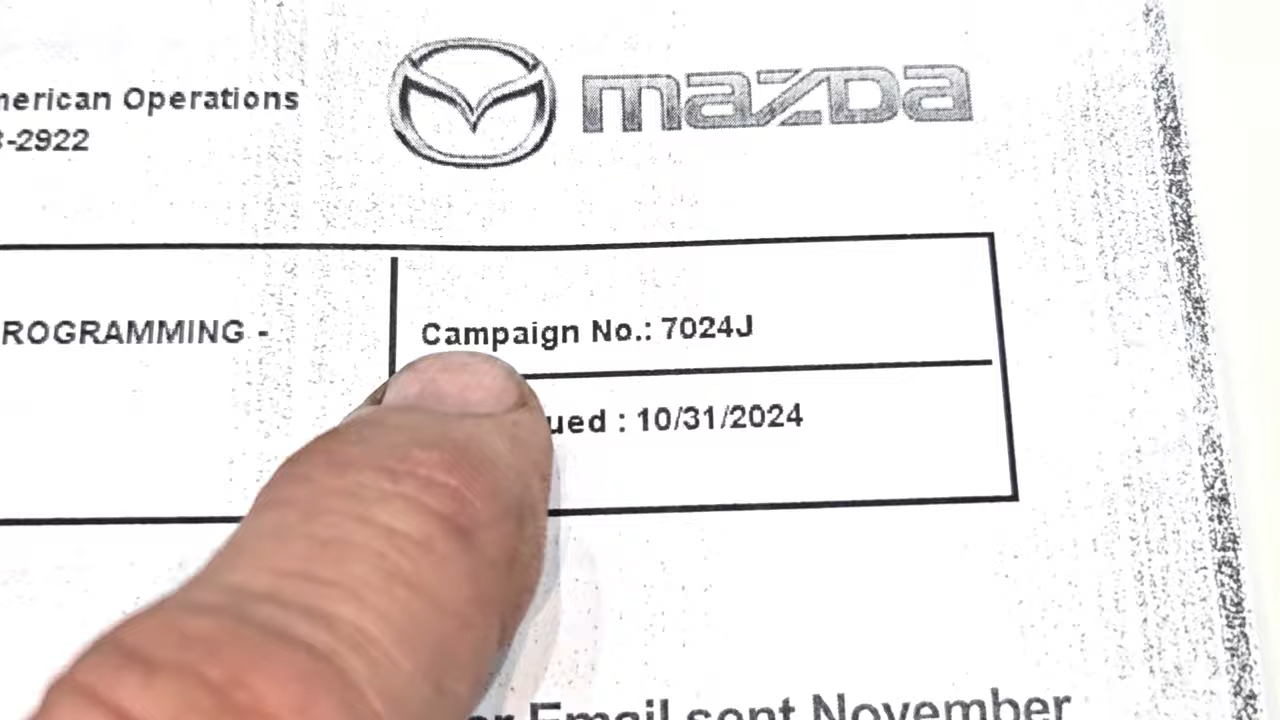 merican Operations
mazda
-2922
ROGRAMMING -
Campaign No.: 7024J
ued : 10/31/2024
Email sent November